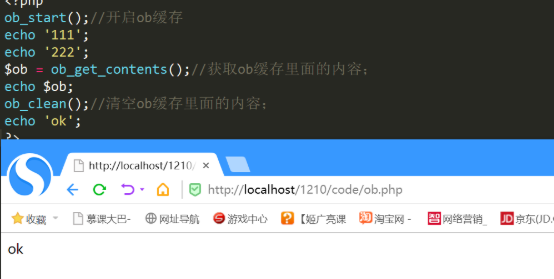 <?php
ob_start();//开启ob缓存
echo '111';
echo '222';
$ob = ob_get_contents();//获取ob缓存里面的内容;
echo $ob;
ob_clean();//清空ob缓存里面的内容;
echo 'ok';
?>
http://localhost/1210/ ×
http://localhost/1210/code/ob.php
收藏 慕课大巴- 网址导航 游戏中心 【姬广亮课 淘宝网 - 网络营销_ 京东(JD.
ok